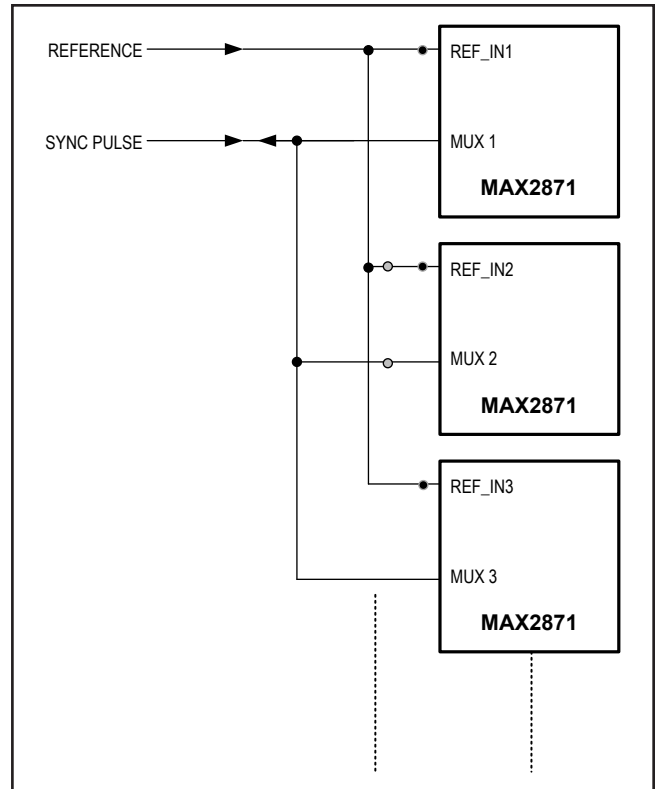 REFERENCE
REF_IN1
SYNC PULSE
MUX 1
MAX2871
REF_IN2
MUX 2
MAX2871
REF_IN3
MUX 3
MAX2871